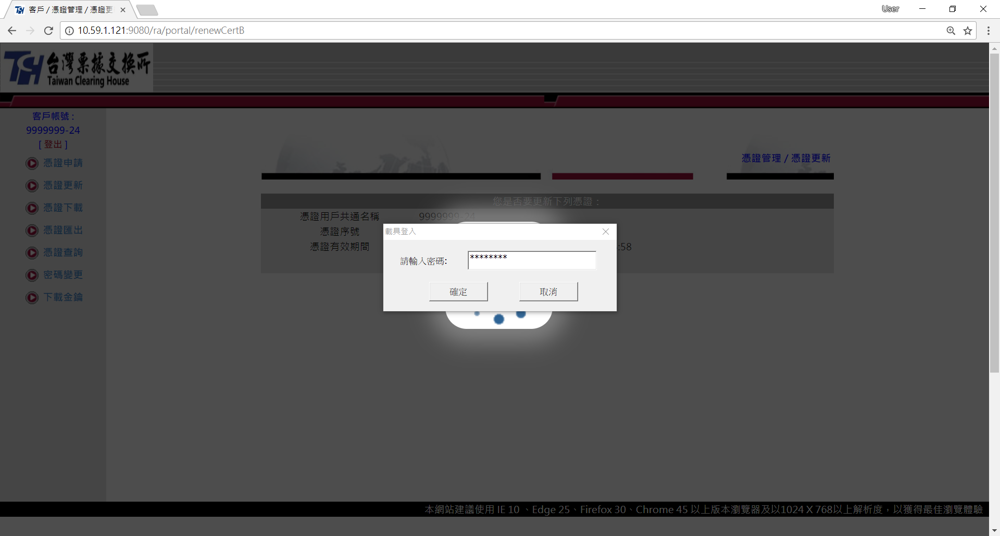 客戶 / 憑證管理 / 憑證更
User
10.59.1.121:9080/ra/portal/renewCertB
TCH 台灣票據交換所
Taiwan Clearing House
客戶帳號 :
9999999-24
[ 登出 ]
憑證申請
憑證更新
憑證下載
憑證匯出
憑證查詢
密碼變更
下載金鑰
憑證管理 / 憑證更新
您是否要更新下列憑證：
憑證用戶共通名稱 9999999-24
憑證序號
憑證有效期間 :58
載具登入
請輸入密碼: ********
確定 取消
本網站建議使用 IE 10 、Edge 25、Firefox 30、Chrome 45 以上版本瀏覽器及以1024 X 768以上解析度，以獲得最佳瀏覽體驗